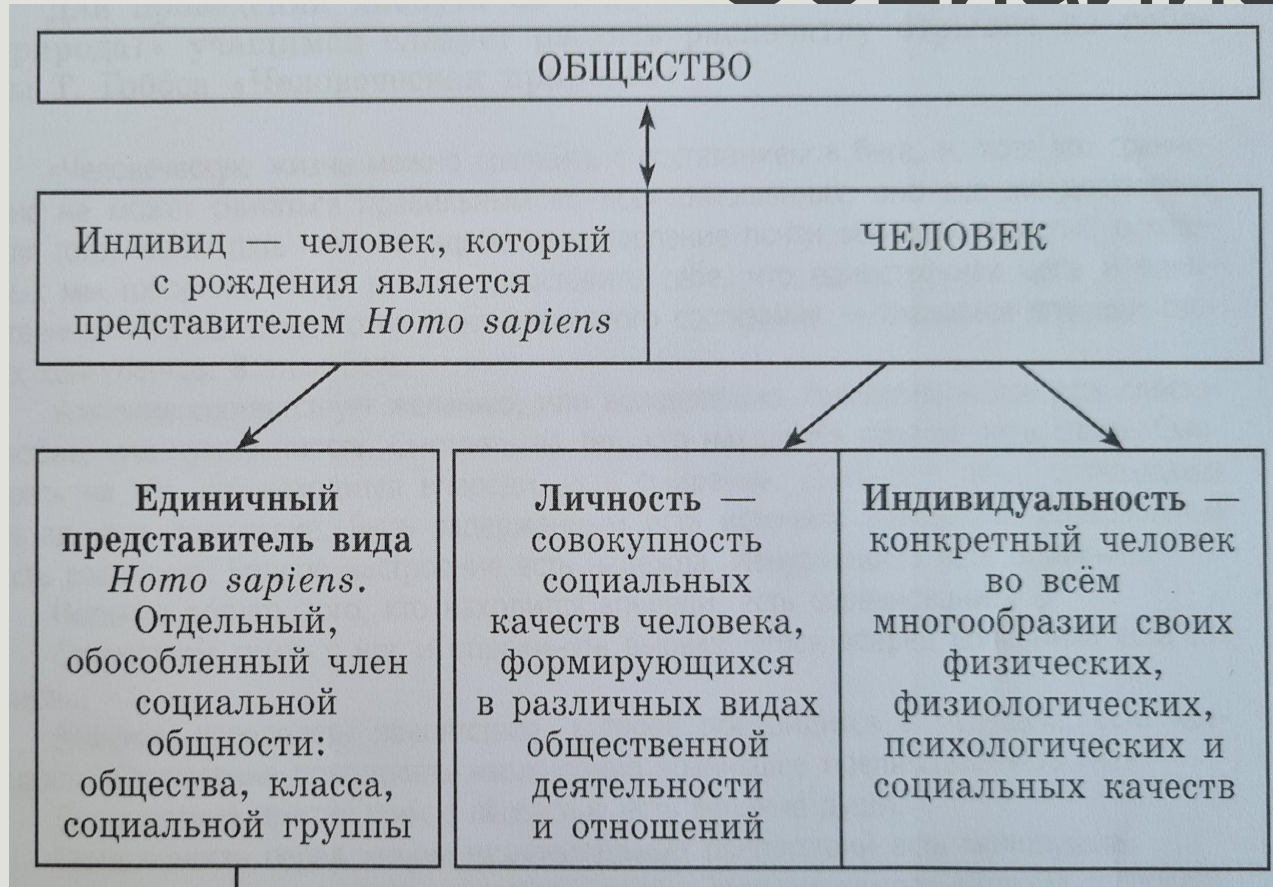 ОБЩЕСТВО
Индивид человек, который
с рождения является
представителем Homo sapiens
ЧЕЛОВЕК
Единичный
представитель вида
Homo sapiens.
Отдельный,
обособленный член
социальной
общности:
общества, класса,
социальной группы
Личность —
совокупность
социальных
качеств человека,
формирующихся
в различных видах
общественной
деятельности
и отношений
Индивидуальность —
конкретный человек
во всём
многообразии своих
физических,
физиологических,
психологических и
социальных качеств